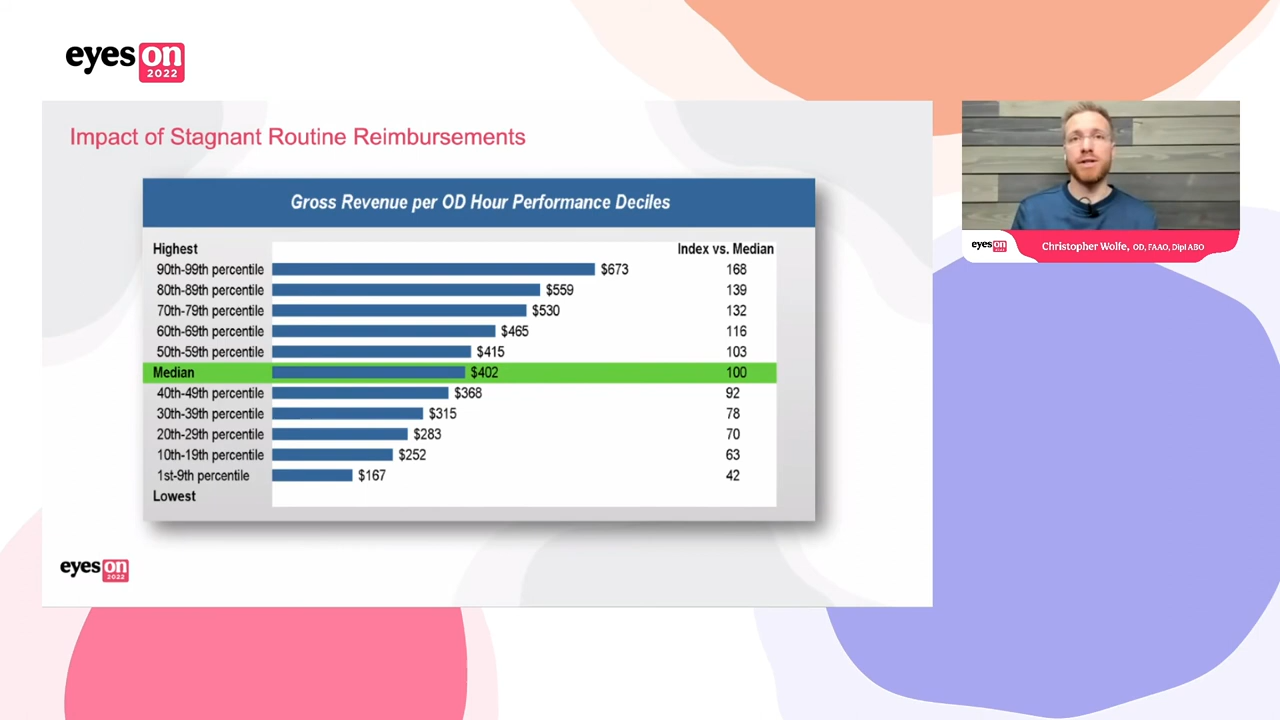 eyes on
2022
Impact of Stagnant Routine Reimbursements
Gross Revenue per OD Hour Performance Deciles
Highest Index vs. Median
90th-99th percentile $673 168
80th-89th percentile $559 139
70th-79th percentile $530 132
60th-69th percentile $465 116
50th-59th percentile $415 103
Median $402 100
40th-49th percentile $368 92
30th-39th percentile $315 78
20th-29th percentile $283 70
10th-19th percentile $252 63
1st-9th percentile $167 42
Lowest
eyes on
2022
eyes on
2022
Christopher Wolfe, OD, FAAO, Dipl ABO